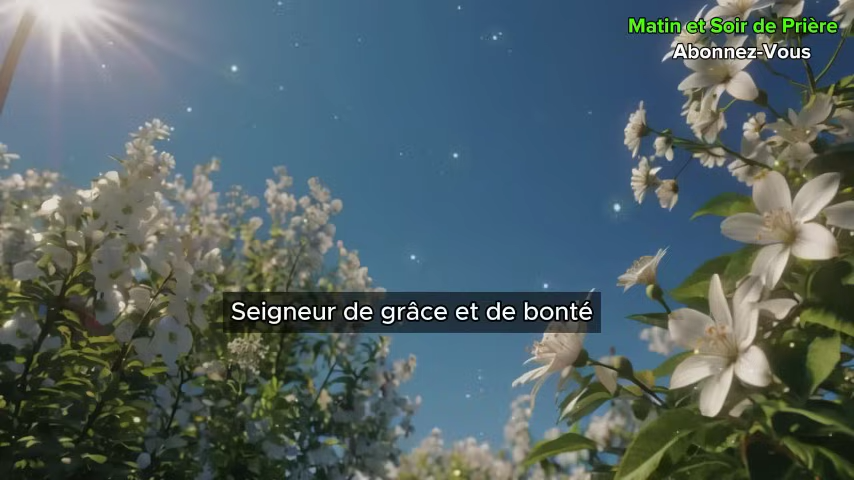 Matin et Soir de Prière
Abonnez-Vous
Seigneur de grâce et de bonté